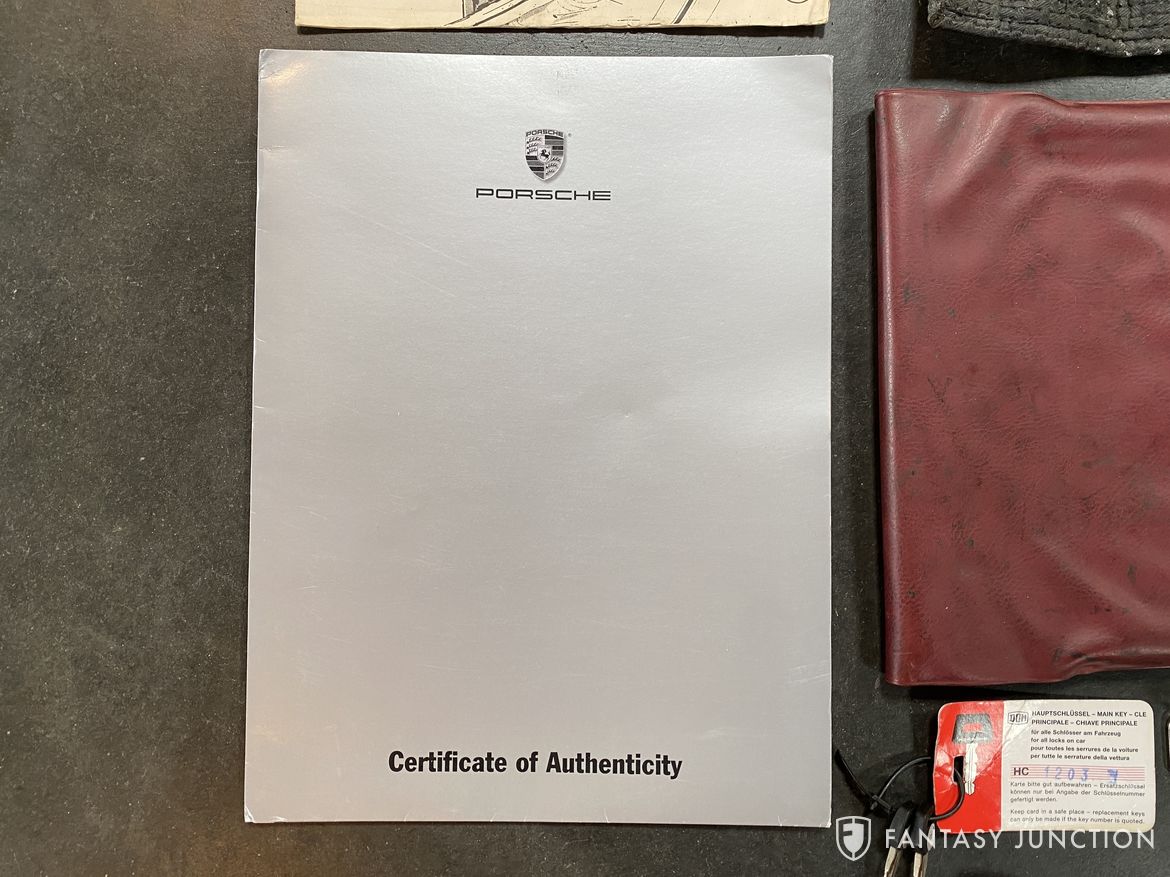 PORSCHE
PORSCHE
Certificate of Authenticity
DOM
HAUPTSCHLÜSSEL – MAIN KEY – CLE
PRINCIPALE – CHIAVE PRINCIPALE
für alle Schlösser am Fahrzeug
for all locks on car
pour toutes les serrures de la voiture
per tutte le serrature della vettura
HC 1203
Karte bitte gut aufbewahren – Ersatzschlüssel
können nur bei Angabe der Schlüsselnummer
gefertigt werden.
Keep card in a safe place – replacement keys
can only be made if the key number is quoted.
FANTASY JUNCTION